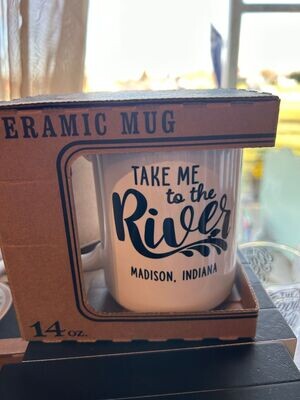 ERAMIC MUG
TAKE ME
to the
River
MADISON, INDIANA
14 OZ.